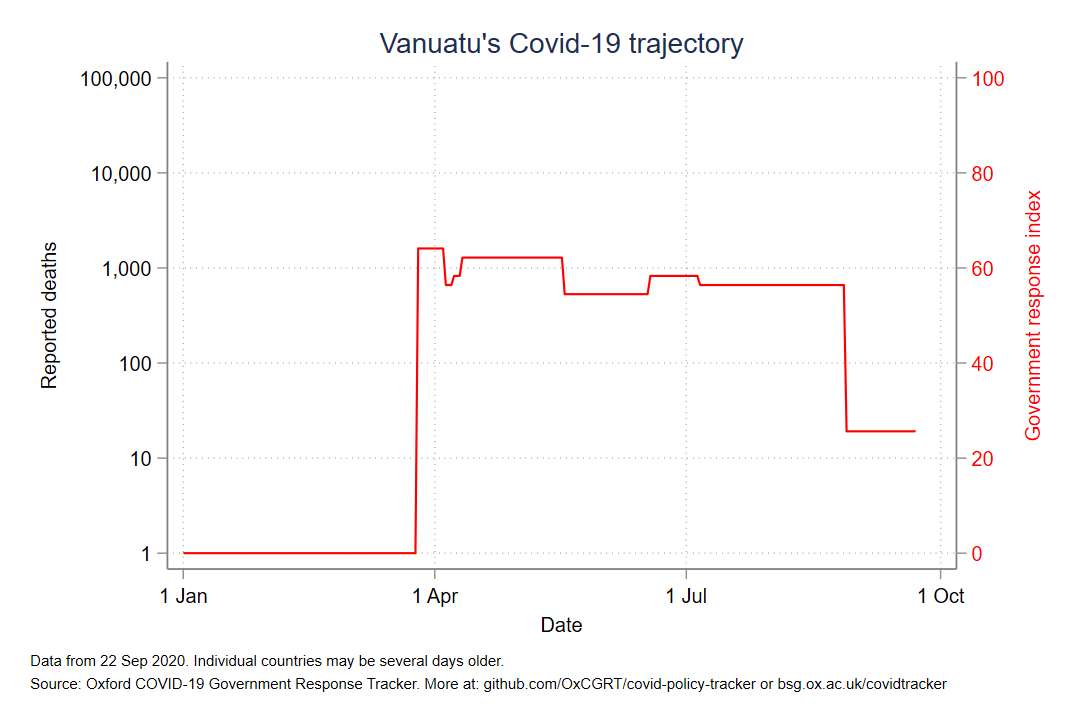 Vanuatu's Covid-19 trajectory
100,000
10,000
1,000
100
10
1
Reported deaths
100
80
60
40
20
0
Government response index
1 Jan
1 Apr
1 Jul
1 Oct
Date
Data from 22 Sep 2020. Individual countries may be several days older.
Source: Oxford COVID-19 Government Response Tracker. More at: github.com/OxCGRT/covid-policy-tracker or bsg.ox.ac.uk/covidtracker